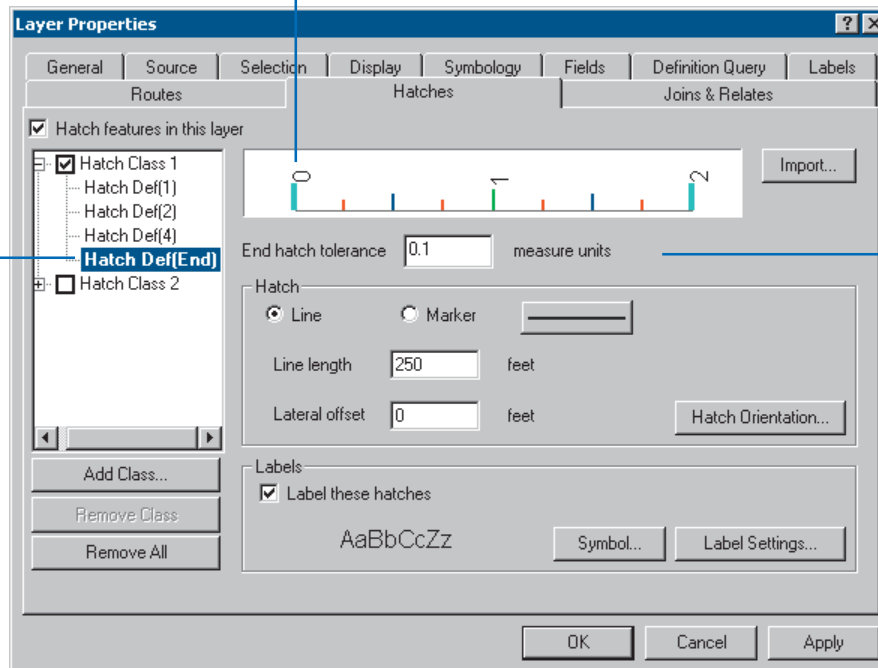 Layer Properties
General Source Selection Display Symbology Fields Definition Query Labels
Routes Hatches Joins & Relates
Hatch features in this layer
Hatch Class 1
Hatch Def(1)
Hatch Def(2)
Hatch Def(4)
Hatch Def(End)
Hatch Class 2
Add Class...
Remove Class
Remove All
0 1 2
Import...
End hatch tolerance 0.1 measure units
Hatch
Line Marker
Line length 250 feet
Lateral offset 0 feet
Hatch Orientation...
Labels
Label these hatches
AaBbCcZz Symbol... Label Settings...
OK Cancel Apply